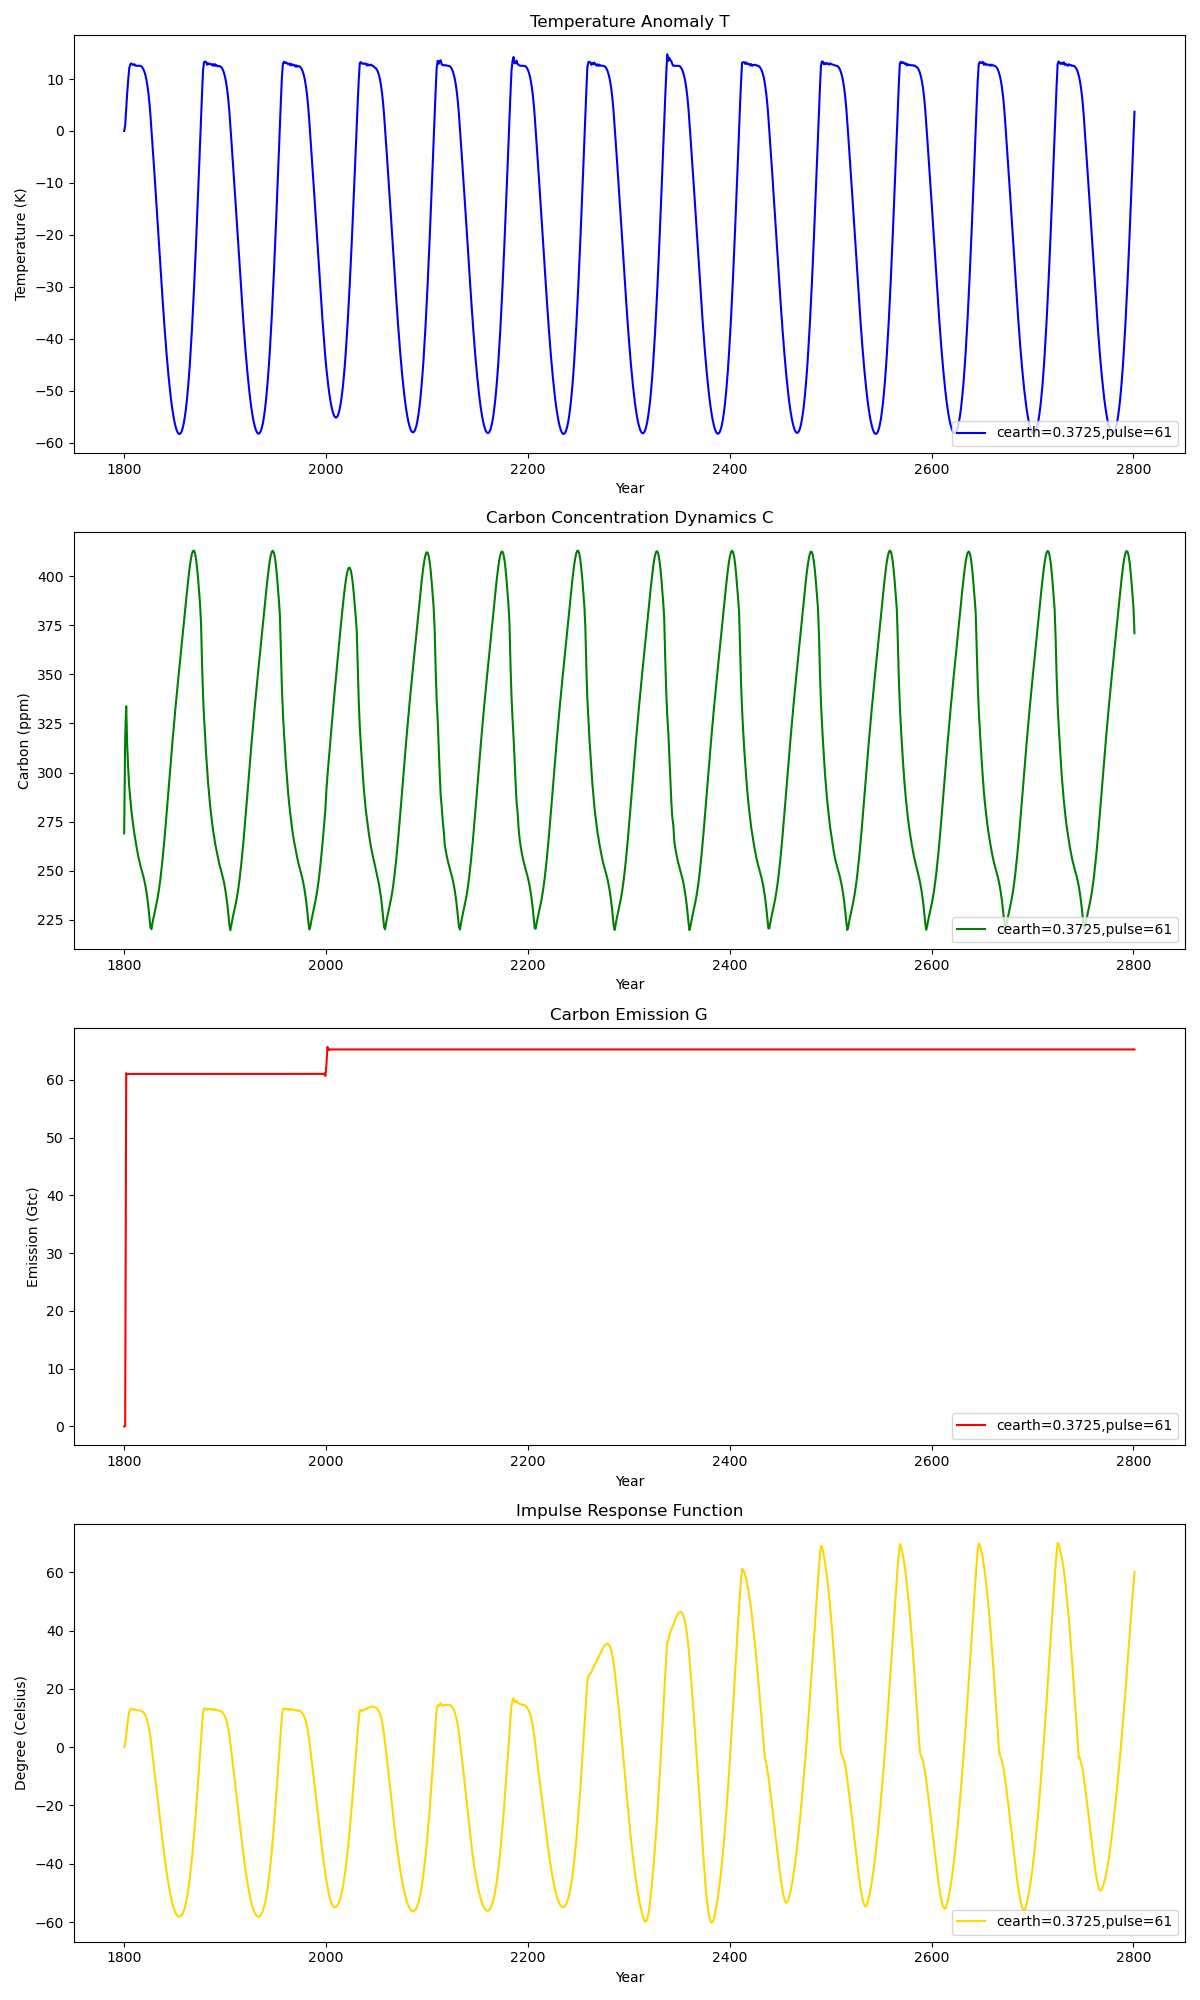 Temperature Anomaly T
10
0
−10
−20
−30
−40
−50
−60
Temperature (K)
cearth=0.3725,pulse=61
1800 2000 2200 2400 2600 2800
Year
Carbon Concentration Dynamics C
400
375
350
325
300
275
250
225
Carbon (ppm)
cearth=0.3725,pulse=61
1800 2000 2200 2400 2600 2800
Year
Carbon Emission G
60
50
40
30
20
10
0
Emission (Gtc)
cearth=0.3725,pulse=61
1800 2000 2200 2400 2600 2800
Year
Impulse Response Function
60
40
20
0
−20
−40
−60
Degree (Celsius)
cearth=0.3725,pulse=61
1800 2000 2200 2400 2600 2800
Year